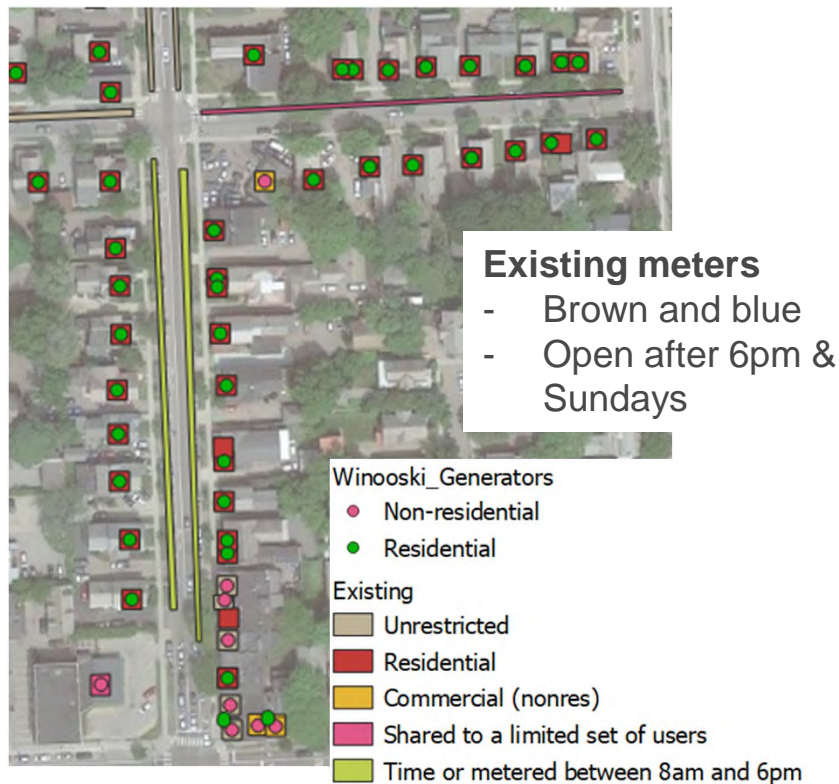 Existing meters
- Brown and blue
- Open after 6pm &
Sundays
Winooski_Generators
Non-residential
Residential
Existing
Unrestricted
Residential
Commercial (nonres)
Shared to a limited set of users
Time or metered between 8am and 6pm